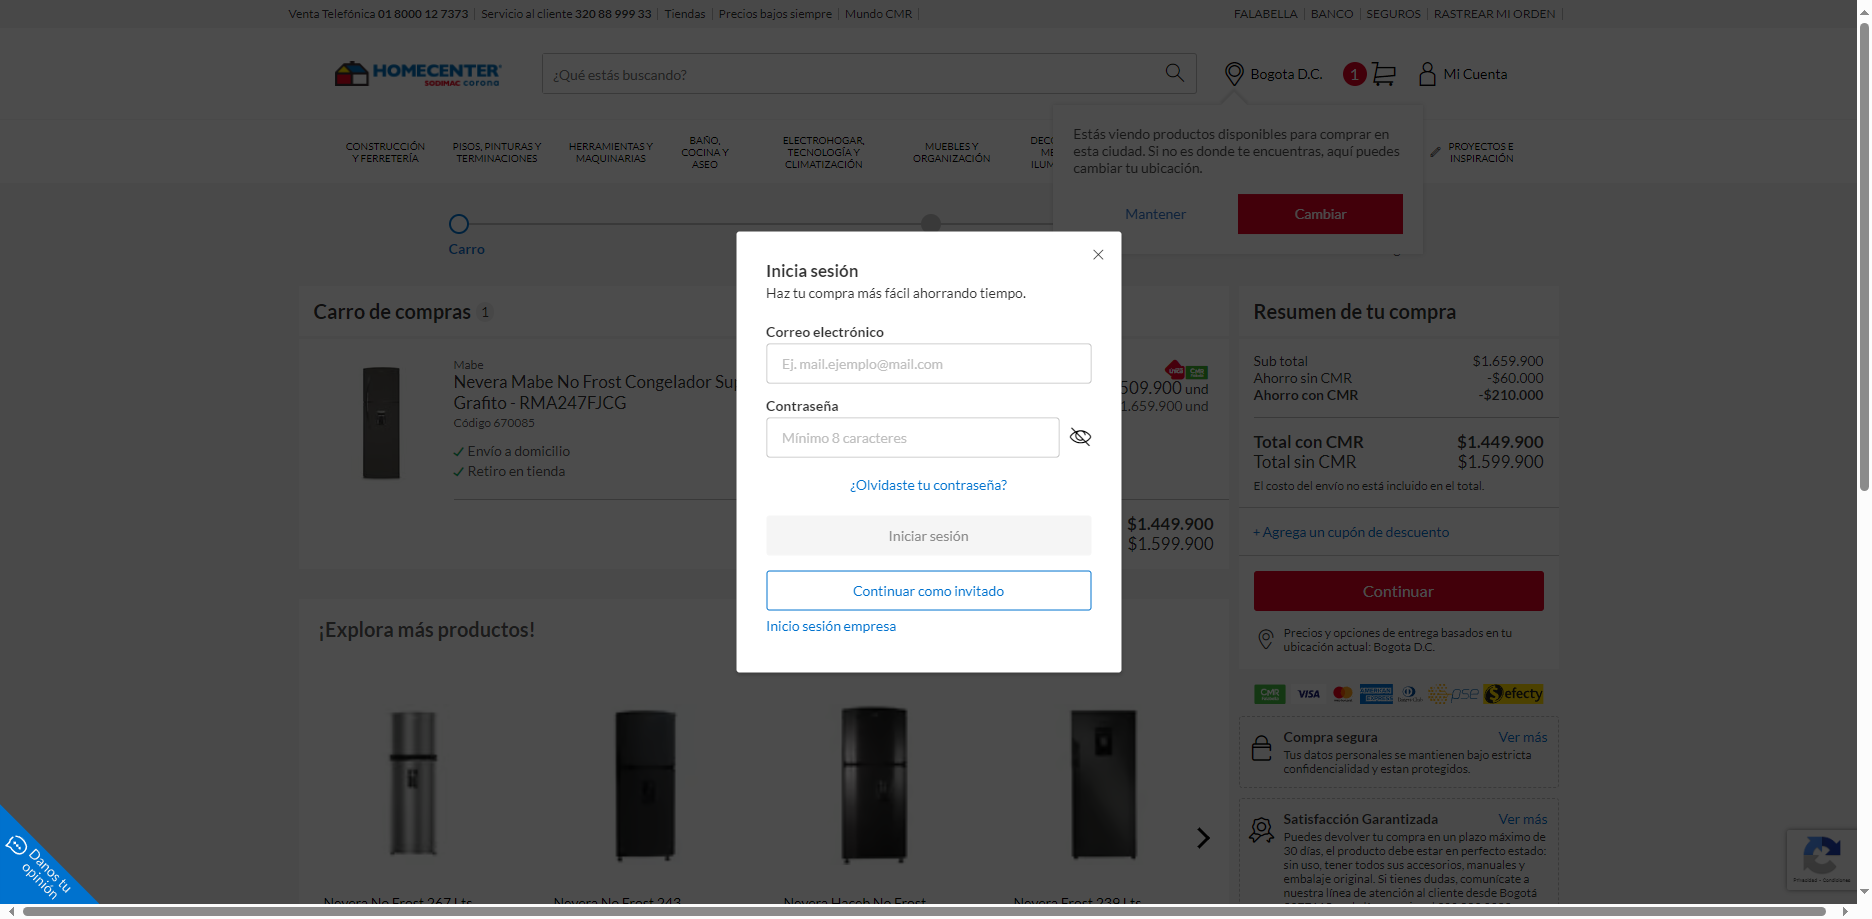 Venta Telefónica 01 8000 12 7373
Servicio al cliente 320 88 999 33
Tiendas
Precios bajos siempre
Mundo CMR
FALABELLA
BANCO
SEGUROS
RASTREAR MI ORDEN
HOMECENTER
SODIMAC corona
¿Qué estás buscando?
Bogota D.C.
1
Mi Cuenta
CONSTRUCCIÓN
Y FERRETERÍA
PISOS, PINTURAS Y
TERMINACIONES
HERRAMIENTAS Y
MAQUINARIAS
BAÑO,
COCINA Y
ASEO
ELECTROHOGAR,
TECNOLOGÍA Y
CLIMATIZACIÓN
MUEBLES Y
ORGANIZACIÓN
PROYECTOS E
INSPIRACIÓN
Estás viendo productos disponibles para comprar en
esta ciudad. Si no es donde te encuentras, aquí puedes
cambiar tu ubicación.
Mantener
Cambiar
Carro
Inicia sesión
Haz tu compra más fácil ahorrando tiempo.
Correo electrónico
Ej. mail.ejemplo@mail.com
Contraseña
Mínimo 8 caracteres
¿Olvidaste tu contraseña?
Iniciar sesión
Continuar como invitado
Inicio sesión empresa
Carro de compras 1
Mabe
Nevera Mabe No Frost Congelador Su
Grafito - RMA247FJCG
Código 670085
Envío a domicilio
Retiro en tienda
509.900 und
1.659.900 und
$1.449.900
$1.599.900
Resumen de tu compra
Sub total $1.659.900
Ahorro sin CMR -$60.000
Ahorro con CMR -$210.000
Total con CMR $1.449.900
Total sin CMR $1.599.900
El costo del envío no está incluido en el total.
+ Agrega un cupón de descuento
Continuar
Precios y opciones de entrega basados en tu
ubicación actual: Bogota D.C.
CMR VISA mastercard AMERICAN EXPRESS Diners Club pse efecty
Compra segura Ver más
Tus datos personales se mantienen bajo estricta
confidencialidad y estan protegidos.
Satisfacción Garantizada Ver más
Puedes devolver tu compra en un plazo máximo de
30 días, el producto debe estar en perfecto estado:
sin uso, tener todos sus accesorios, manuales y
embalaje original. Si tienes dudas, comunícate a
nuestra línea de atención al cliente desde Bogotá
¡Explora más productos!
Nevera No Frost 267 Lts
Nevera No Frost 243
Nevera Haceb No Frost
Nevera Frost 239 Lts
Danos tu
opinión
Privacidad - Condiciones